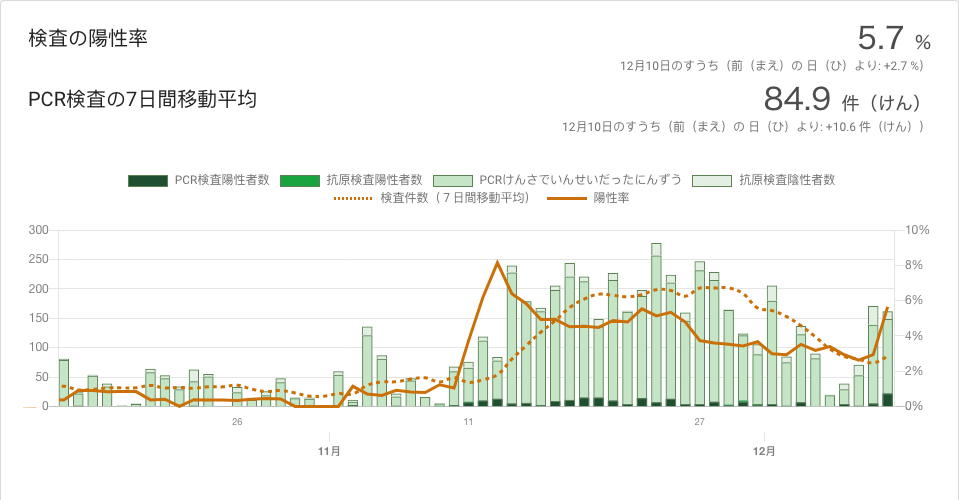 検査の陽性率
5.7 %
12月10日のすうち（前（まえ）の 日（ひ）より: +2.7 %）
PCR検査の7日間移動平均
84.9 件（けん）
12月10日のすうち（前（まえ）の 日（ひ）より: +10.6 件（けん））
PCR検査陽性者数 抗原検査陽性者数 PCRけんさでいんせいだったにんずう 抗原検査陰性者数
検査件数（７日間移動平均） 陽性率
300 10%
250 8%
200 6%
150 4%
100 2%
50 0%
0
26 11 27
11月 12月